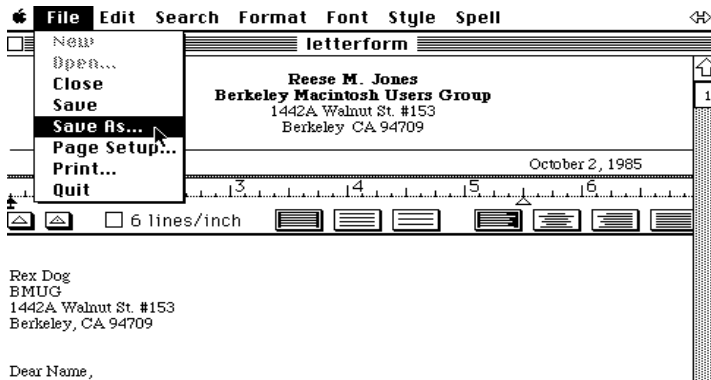 File Edit Search Format Font Style Spell
letterform
New
Open...
Close
Save
Save As...
Page Setup...
Print...
Quit
Reese M. Jones
Berkeley Macintosh Users Group
1442A Walnut St. #153
Berkeley CA 94709
1
October 2, 1985
3 4 5 6
6 lines/inch
Rex Dog
BMUG
1442A Walnut St. #153
Berkeley, CA 94709
Dear Name,